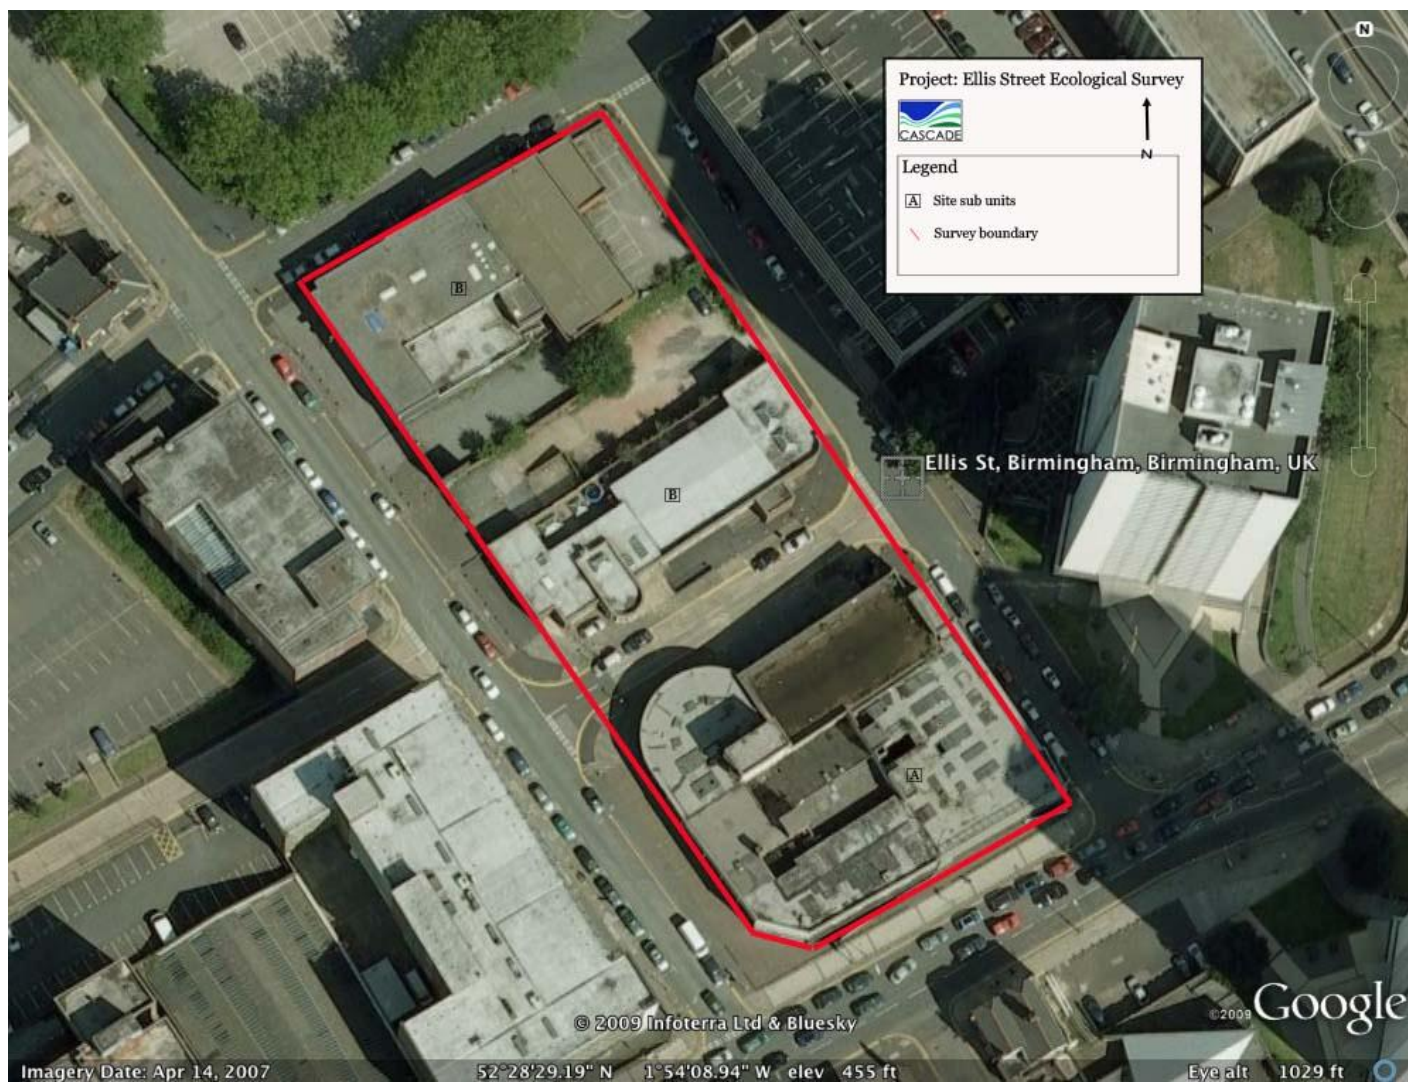 N
Project: Ellis Street Ecological Survey
CASCADE
N
Legend
A Site sub units
Survey boundary
B
Ellis St, Birmingham, Birmingham, UK
B
A
©2009 Google
© 2009 Infoterra Ltd & Bluesky
Imagery Date: Apr 14, 2007 52°28'29.19" N 1°54'08.94" W elev 455 ft Eye alt 1029 ft